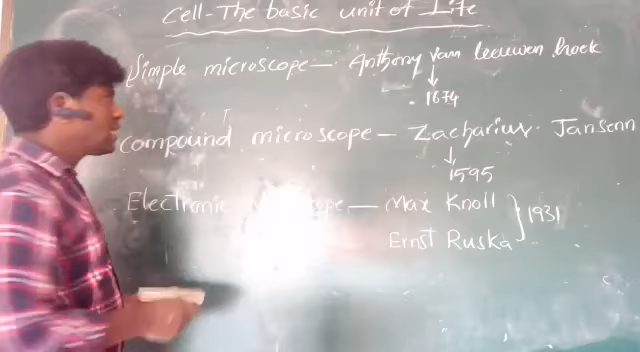 Cell-The basic unit of Life
Simple microscope— Anthony Vann Leeuwen hoek
1674
compound microscope — Zacharius Jansenn
1595
Electronic — Max Knoll
Ernst Ruska
1931